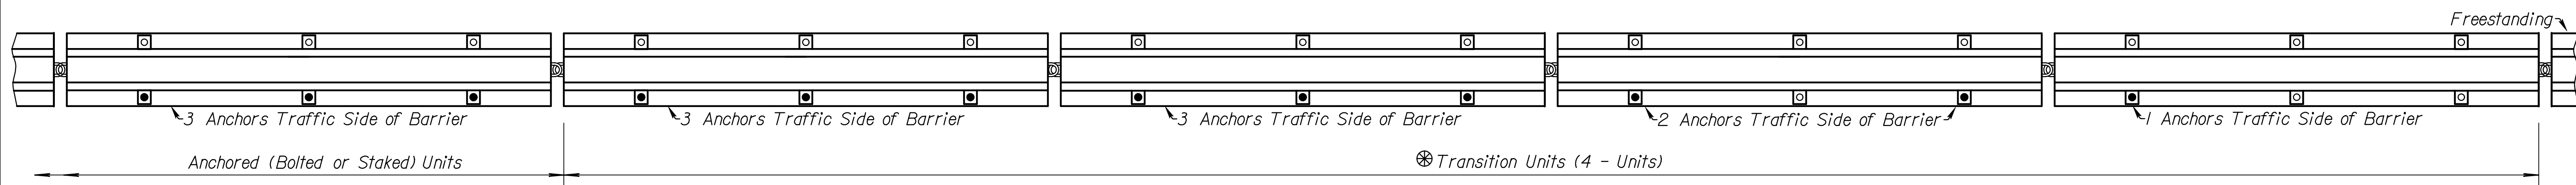 Freestanding
3 Anchors Traffic Side of Barrier
3 Anchors Traffic Side of Barrier
3 Anchors Traffic Side of Barrier
2 Anchors Traffic Side of Barrier
1 Anchors Traffic Side of Barrier
Anchored (Bolted or Staked) Units
Transition Units (4 - Units)